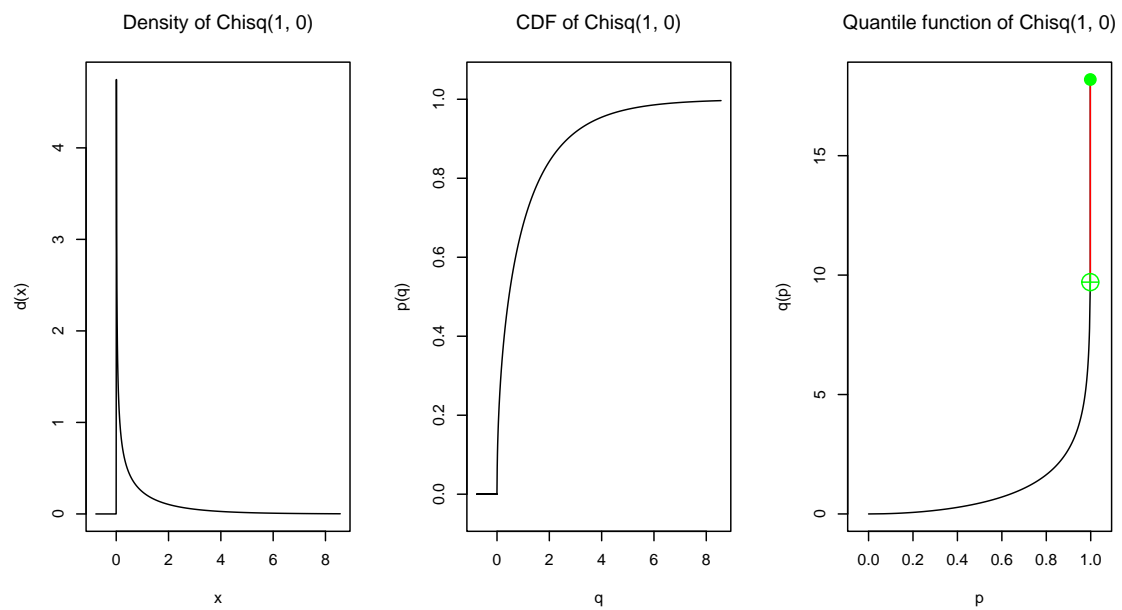 Density of Chisq(1, 0)
4
3
2
1
0
d(x)
0 2 4 6 8
x
CDF of Chisq(1, 0)
1.0
0.8
0.6
0.4
0.2
0.0
p(q)
0 2 4 6 8
q
Quantile function of Chisq(1, 0)
15
10
5
0
q(p)
0.0 0.2 0.4 0.6 0.8 1.0
p